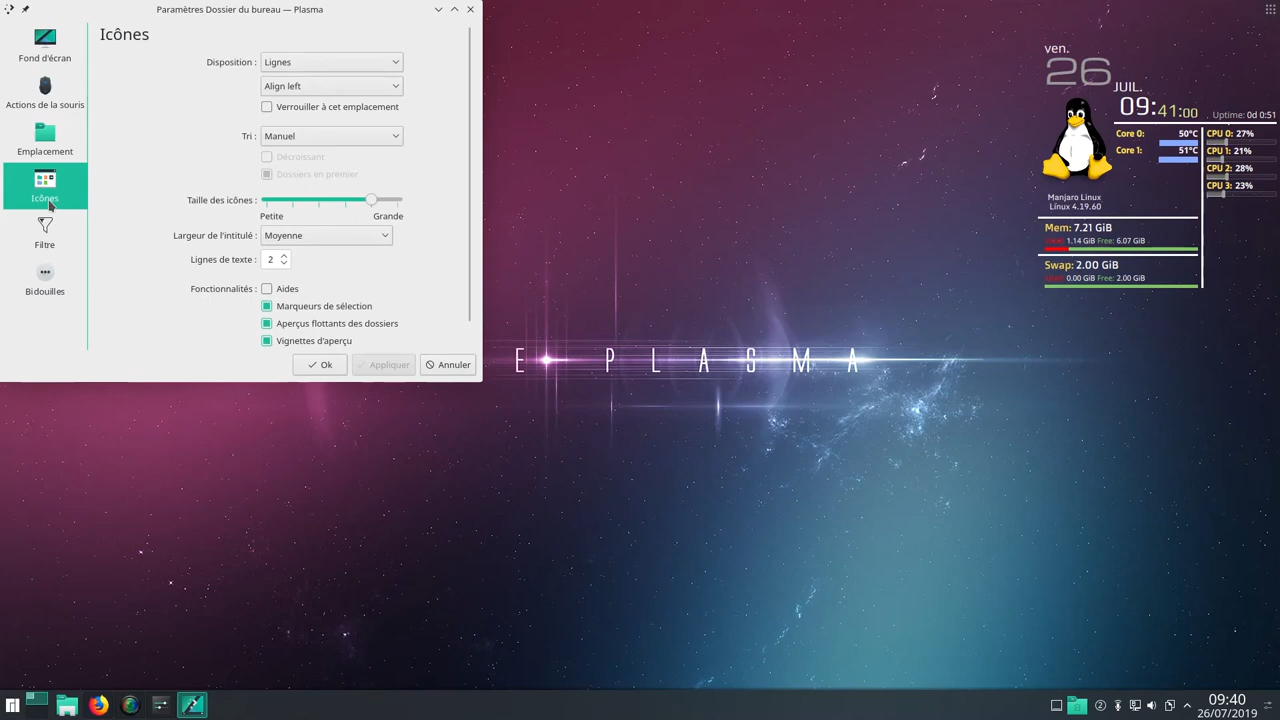 Paramètres Dossier du bureau — Plasma
Icônes
Fond d'écran
Actions de la souris
Emplacement
Icônes
Filtre
Bidouilles
Disposition : Lignes
Align left
Verrouiller à cet emplacement
Tri : Manuel
Décroissant
Dossiers en premier
Taille des icônes :
Petite Grande
Largeur de l'intitulé : Moyenne
Lignes de texte : 2
Fonctionnalités : Aides
Marqueurs de sélection
Aperçus flottants des dossiers
Vignettes d'aperçu
Ok Appliquer Annuler
E PLASMA
ven.
26
JUIL.
09:41:00
Uptime: 0d 0:51
Core 0: 50°C
Core 1: 51°C
CPU 0: 27%
CPU 1: 21%
CPU 2: 28%
CPU 3: 23%
Manjaro Linux
Linux 4.19.60
Mem: 7.21 GiB
1.14 GiB Free: 6.07 GiB
Swap: 2.00 GiB
0.00 GiB Free: 2.00 GiB
2
09:40
26/07/2019